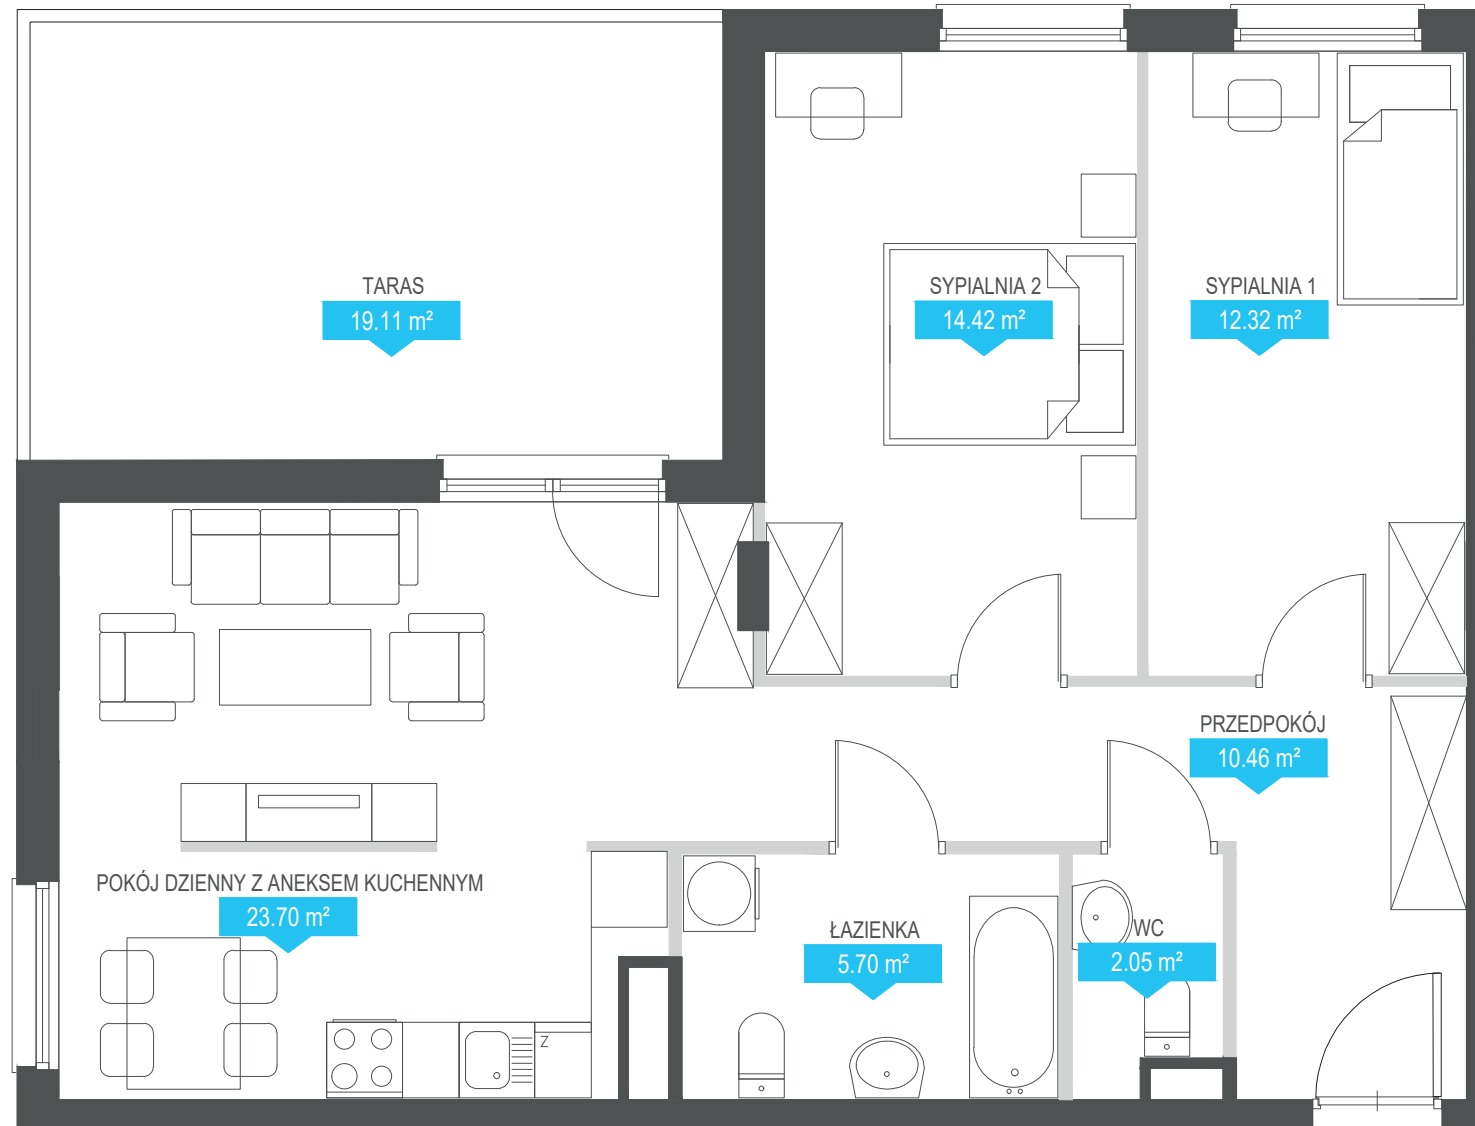 TARAS
19.11 m²
SYPIALNIA 2
14.42 m²
SYPIALNIA 1
12.32 m²
PRZEDPOKÓJ
10.46 m²
POKÓJ DZIENNY Z ANEKSEM KUCHENNYM
23.70 m²
ŁAZIENKA
5.70 m²
WC
2.05 m²
Z